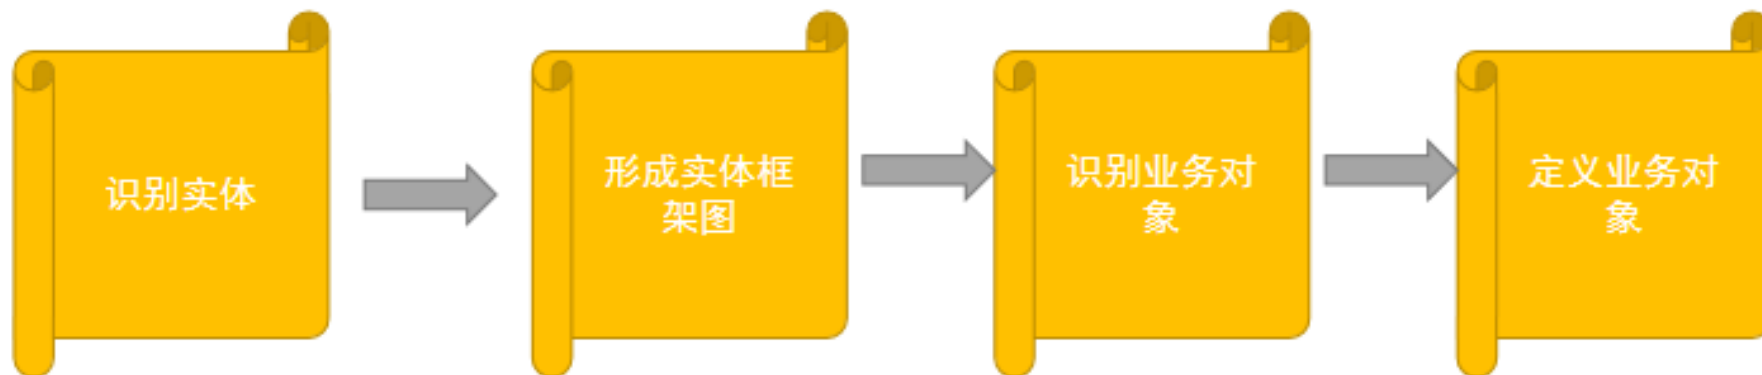 识别实体
形成实体框
架图
识别业务对
象
定义业务对
象